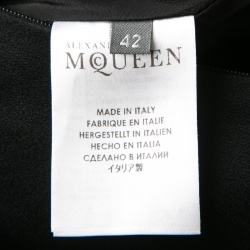 42
ALEXAN
McQUEEN
MADE IN ITALY
FABRIQUE EN ITALIE
HERGESTELLT IN ITALIEN
HECHO EN ITALIA
СДЕЛАНО В ИТАЛИИ
イタリア製